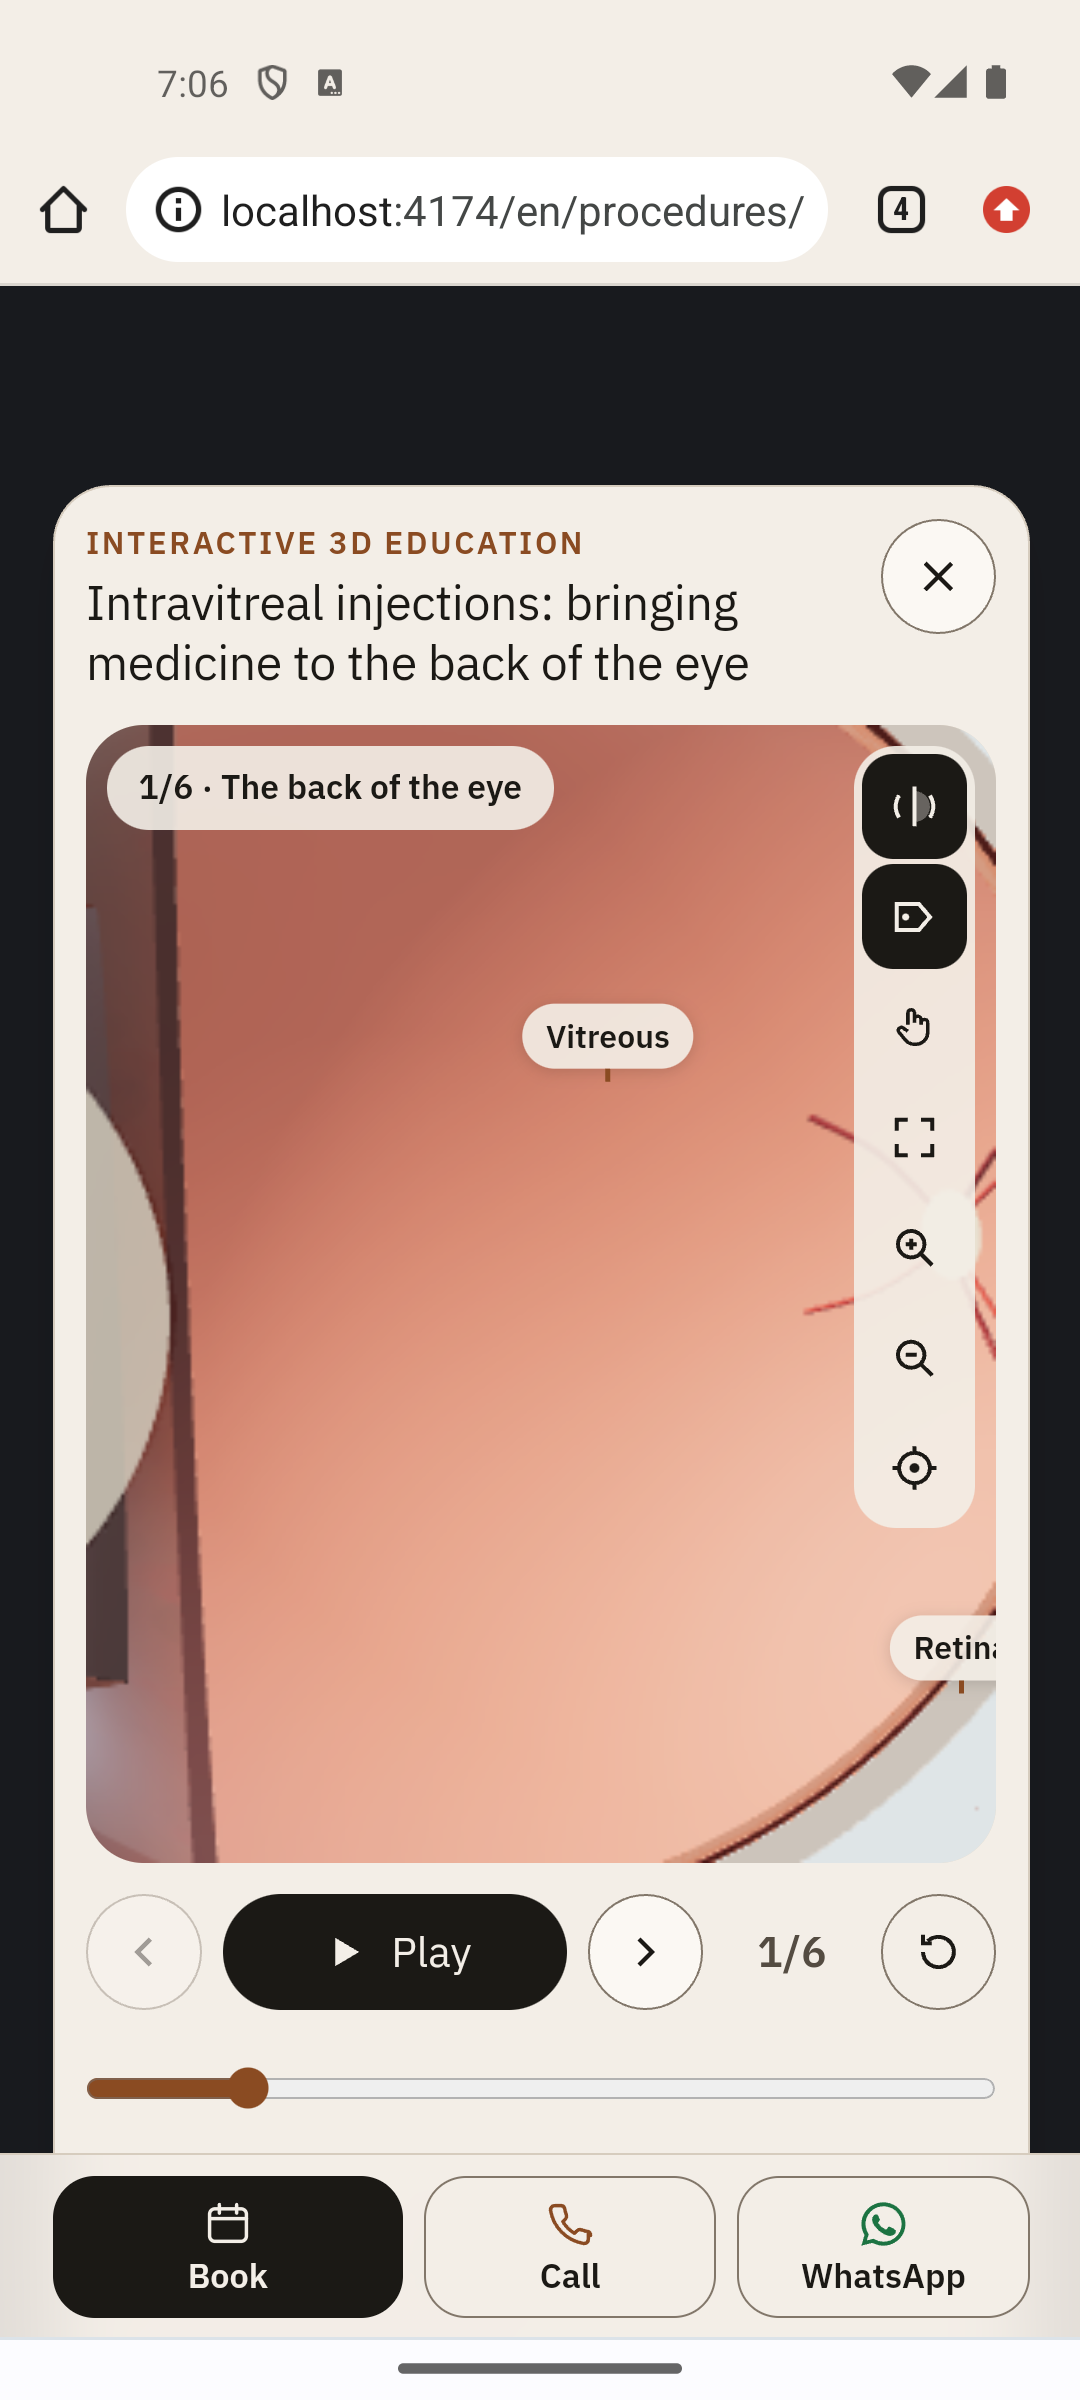 7:06
localhost:4174/en/procedures/
4
INTERACTIVE 3D EDUCATION
Intravitreal injections: bringing
medicine to the back of the eye
1/6 · The back of the eye
Vitreous
Retina
Play
1/6
Book
Call
WhatsApp